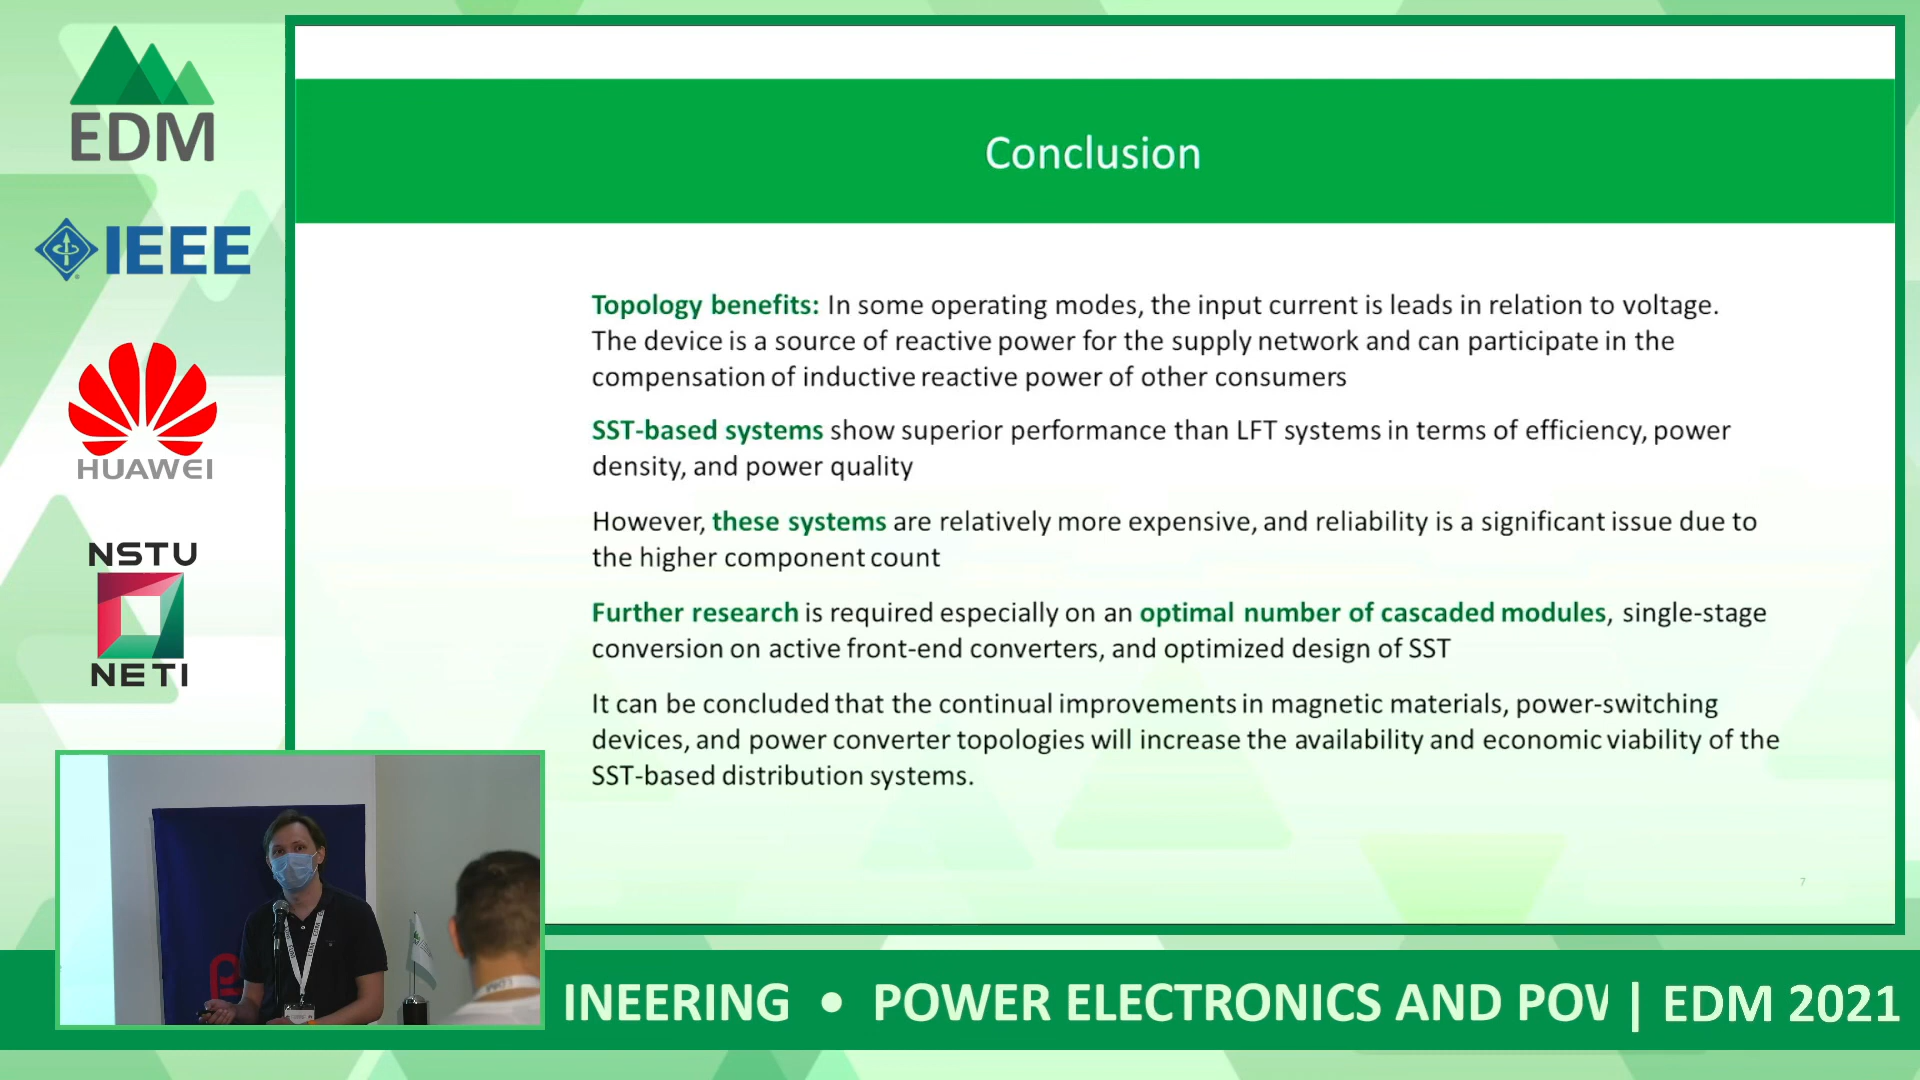 EDM
IEEE
HUAWEI
NSTU
NETI
Conclusion
Topology benefits: In some operating modes, the input current is leads in relation to voltage.
The device is a source of reactive power for the supply network and can participate in the
compensation of inductive reactive power of other consumers
SST-based systems show superior performance than LFT systems in terms of efficiency, power
density, and power quality
However, these systems are relatively more expensive, and reliability is a significant issue due to
the higher component count
Further research is required especially on an optimal number of cascaded modules, single-stage
conversion on active front-end converters, and optimized design of SST
It can be concluded that the continual improvements in magnetic materials, power-switching
devices, and power converter topologies will increase the availability and economic viability of the
SST-based distribution systems.
7
INEERING • POWER ELECTRONICS AND POW | EDM 2021